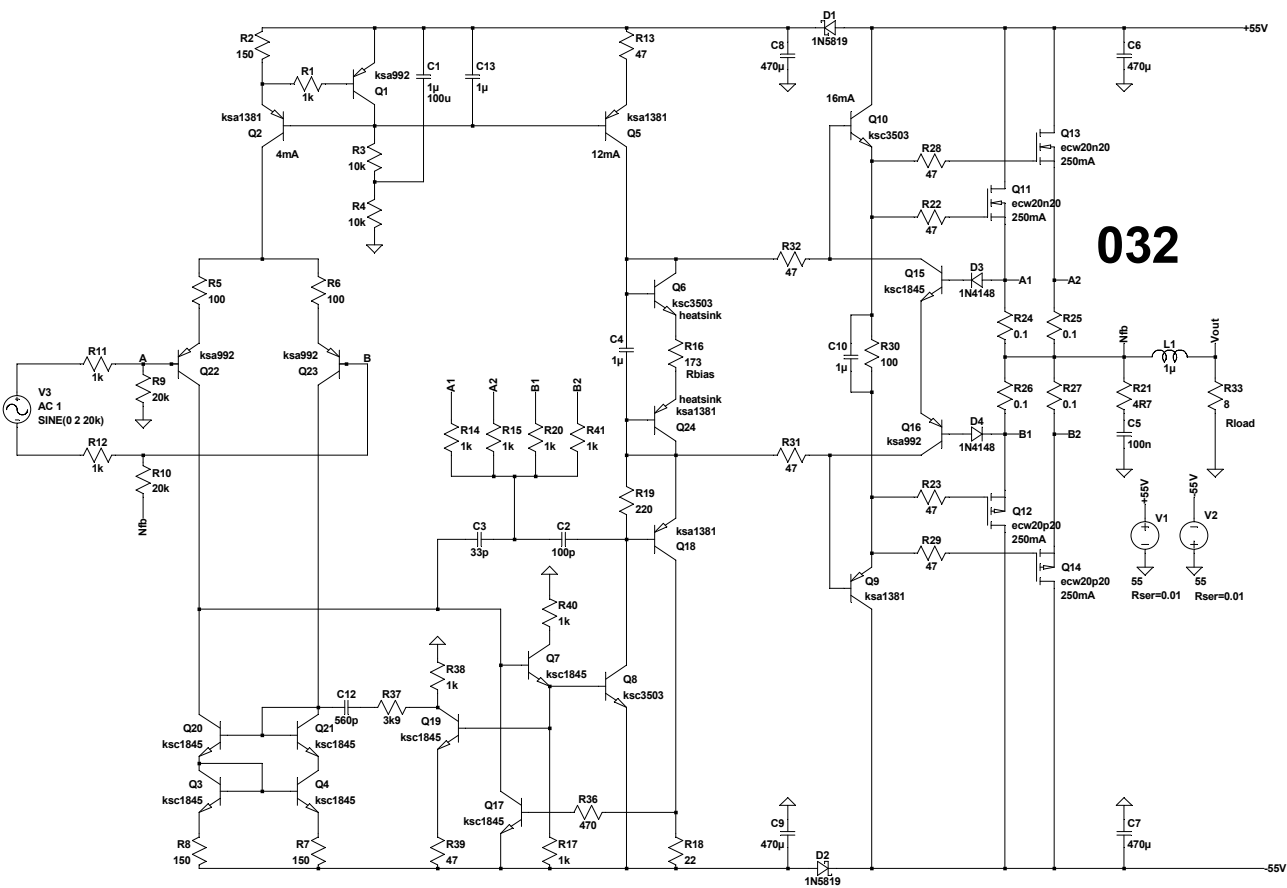 D1
1N5819
+55V
R2
150
R13
47
C8
470µ
C6
470µ
R1
1k
ksa992
Q1
C1
1µ
100u
C13
1µ
ksa1381
Q2
4mA
ksa1381
Q5
12mA
16mA
Q10
ksc3503
Q13
ecw20n20
250mA
R3
10k
R4
10k
R28
47
R22
47
Q11
ecw20n20
250mA
032
R5
100
R6
100
R32
47
Q15
ksc1845
D3
1N4148
A1
A2
Q6
ksc3503
heatsink
R24
0.1
R25
0.1
Nfb
Vout
L1
1µ
C4
1µ
R16
173
Rbias
C10
1µ
R30
100
R11
1k
A
ksa992
Q22
ksa992
Q23
B
R9
20k
V3
AC 1
SINE(0 2 20k)
A1
A2
B1
B2
heatsink
ksa1381
Q24
R26
0.1
R27
0.1
R21
4R7
R33
8
Rload
Q16
ksa992
D4
1N4148
B1
B2
C5
100n
R12
1k
R14
1k
R15
1k
R20
1k
R41
1k
R31
47
R10
20k
Nfb
R19
220
R23
47
Q12
ecw20p20
250mA
+55V
V1
55
Rser=0.01
-55V
V2
55
Rser=0.01
C3
33p
C2
100p
ksa1381
Q18
R29
47
Q14
ecw20p20
250mA
Q9
ksa1381
R40
1k
R38
1k
Q7
ksc1845
Q8
ksc3503
C12
560p
R37
3k9
Q20
ksc1845
Q21
ksc1845
Q19
ksc1845
Q3
ksc1845
Q4
ksc1845
Q17
ksc1845
R36
470
R8
150
R7
150
R39
47
R17
1k
R18
22
C9
470µ
C7
470µ
D2
1N5819
-55V